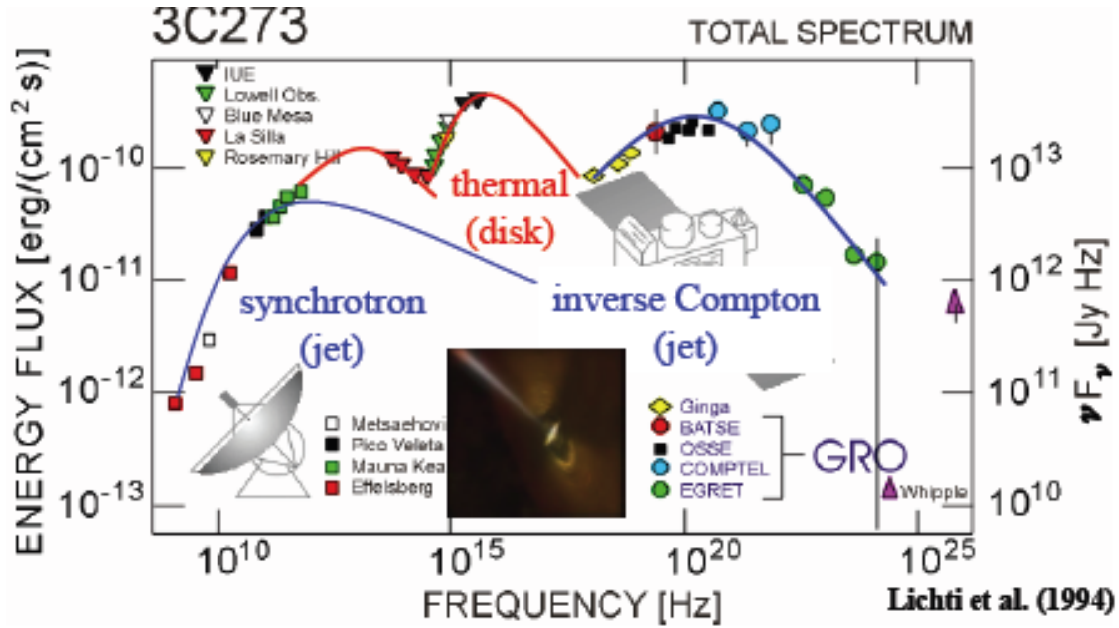 3C273
TOTAL SPECTRUM
ENERGY FLUX [erg/(cm² s)]
10⁻¹⁰
10⁻¹¹
10⁻¹²
10⁻¹³
IUE
Lowell Obs.
Blue Mesa
La Silla
Rosemary Hill
thermal
(disk)
synchrotron
(jet)
inverse Compton
(jet)
Metsaehovi
Pico Veleta
Mauna Kea
Effelsberg
Ginga
BATSE
OSSE
COMPTEL
EGRET
GRO
Whipple
10¹³
10¹²
10¹¹
10¹⁰
νFν [Jy Hz]
10¹⁰
10¹⁵
10²⁰
10²⁵
FREQUENCY [Hz]
Lichti et al. (1994)